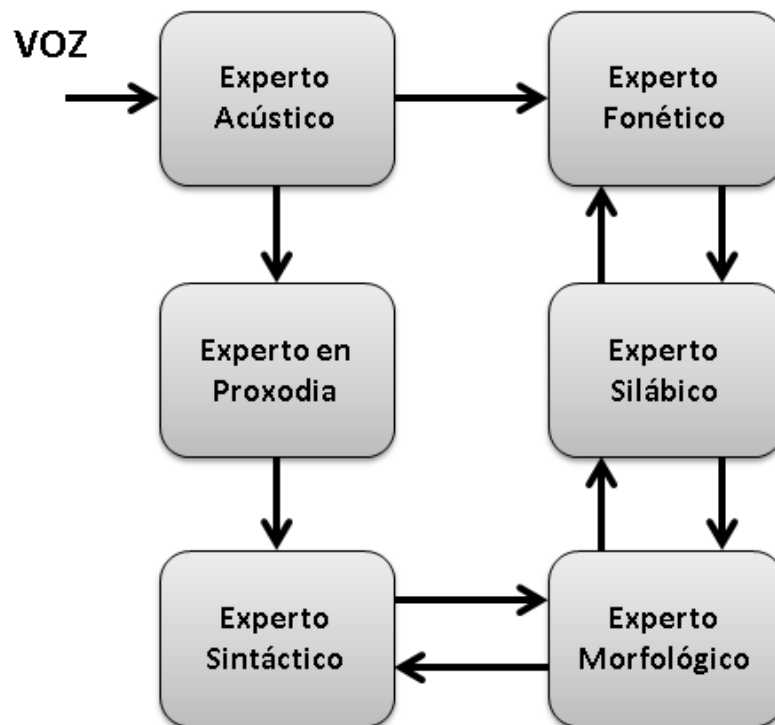 VOZ
Experto
Acústico
Experto
Fonético
Experto en
Proxodia
Experto
Silábico
Experto
Sintáctico
Experto
Morfológico